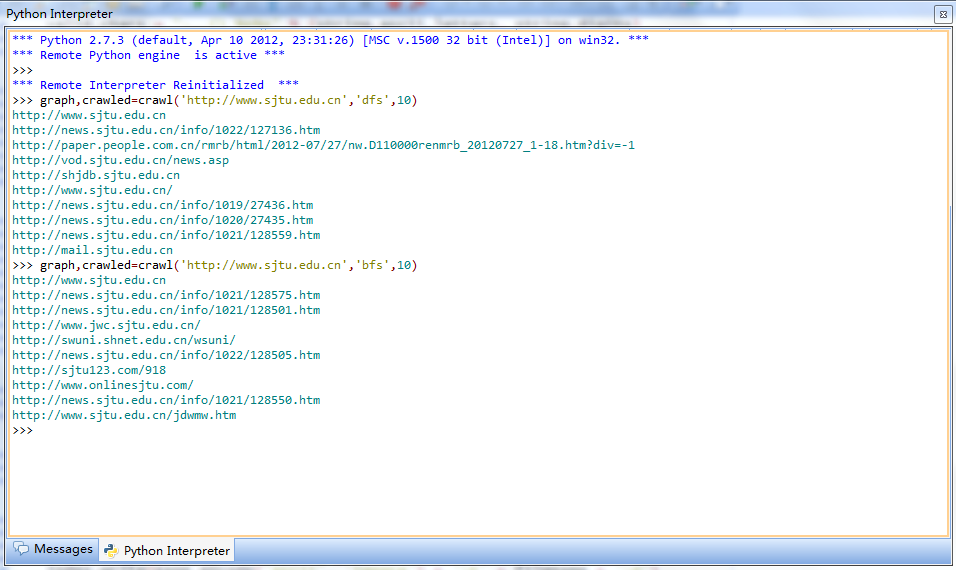 Python Interpreter
*** Python 2.7.3 (default, Apr 10 2012, 23:31:26) [MSC v.1500 32 bit (Intel)] on win32. ***
*** Remote Python engine  is active ***
>>>
*** Remote Interpreter Reinitialized  ***
>>> graph,crawled=crawl('http://www.sjtu.edu.cn','dfs',10)
http://www.sjtu.edu.cn
http://news.sjtu.edu.cn/info/1022/127136.htm
http://paper.people.com.cn/rmrb/html/2012-07/27/nw.D110000renmrb_20120727_1-18.htm?div=-1
http://vod.sjtu.edu.cn/news.asp
http://shjdb.sjtu.edu.cn
http://www.sjtu.edu.cn/
http://news.sjtu.edu.cn/info/1019/27436.htm
http://news.sjtu.edu.cn/info/1020/27435.htm
http://news.sjtu.edu.cn/info/1021/128559.htm
http://mail.sjtu.edu.cn
>>> graph,crawled=crawl('http://www.sjtu.edu.cn','bfs',10)
http://www.sjtu.edu.cn
http://news.sjtu.edu.cn/info/1021/128575.htm
http://news.sjtu.edu.cn/info/1021/128501.htm
http://www.jwc.sjtu.edu.cn/
http://swuni.shnet.edu.cn/wsuni/
http://news.sjtu.edu.cn/info/1022/128505.htm
http://sjtu123.com/918
http://www.onlinesjtu.com/
http://news.sjtu.edu.cn/info/1021/128550.htm
http://www.sjtu.edu.cn/jdwmw.htm
>>>
Messages
Python Interpreter